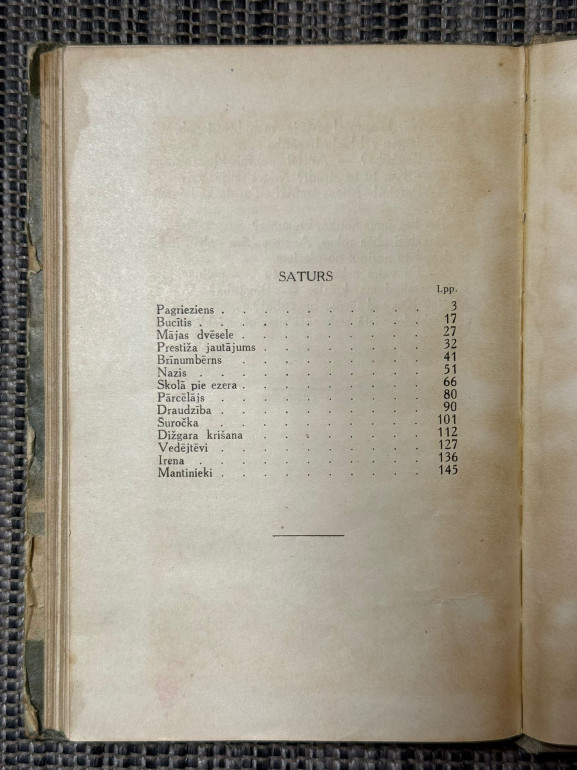 SATURS
Lpp.
Pagrieziens . . . . . . . . . . 3
Bucītis . . . . . . . . . . . 17
Mājas dvēsele . . . . . . . . . 27
Prestiža jautājums . . . . . . . . 32
Brīnumbērns . . . . . . . . . 41
Nazis . . . . . . . . . . . 51
Skolā pie ezera . . . . . . . . . 66
Pārcēlājs . . . . . . . . . . 80
Draudzība . . . . . . . . . . 90
Suročka . . . . . . . . . . 101
Dižgara krišana . . . . . . . . 112
Vedējtēvi . . . . . . . . . . 127
Irena . . . . . . . . . . . 136
Mantinieki . . . . . . . . . . 145